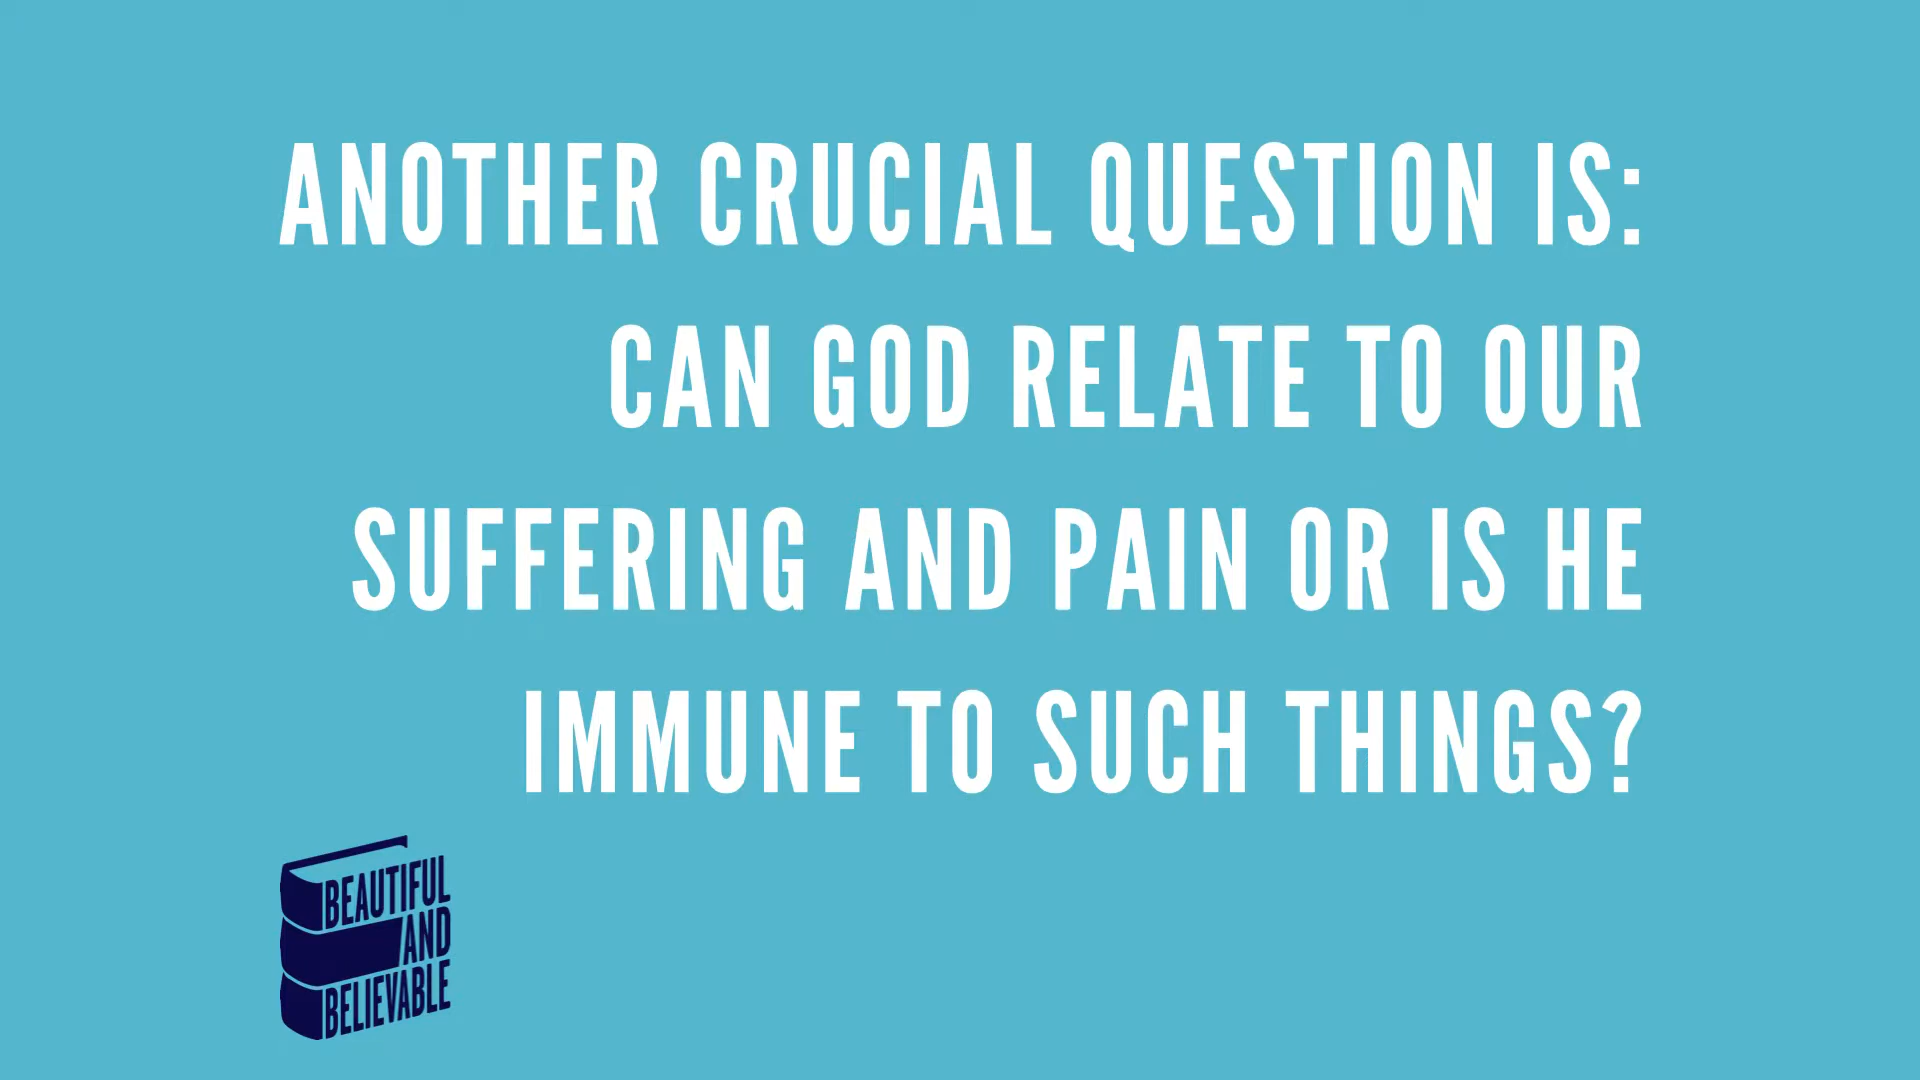 ANOTHER CRUCIAL QUESTION IS:
CAN GOD RELATE TO OUR
SUFFERING AND PAIN OR IS HE
IMMUNE TO SUCH THINGS?
BEAUTIFUL
AND
BELIEVABLE